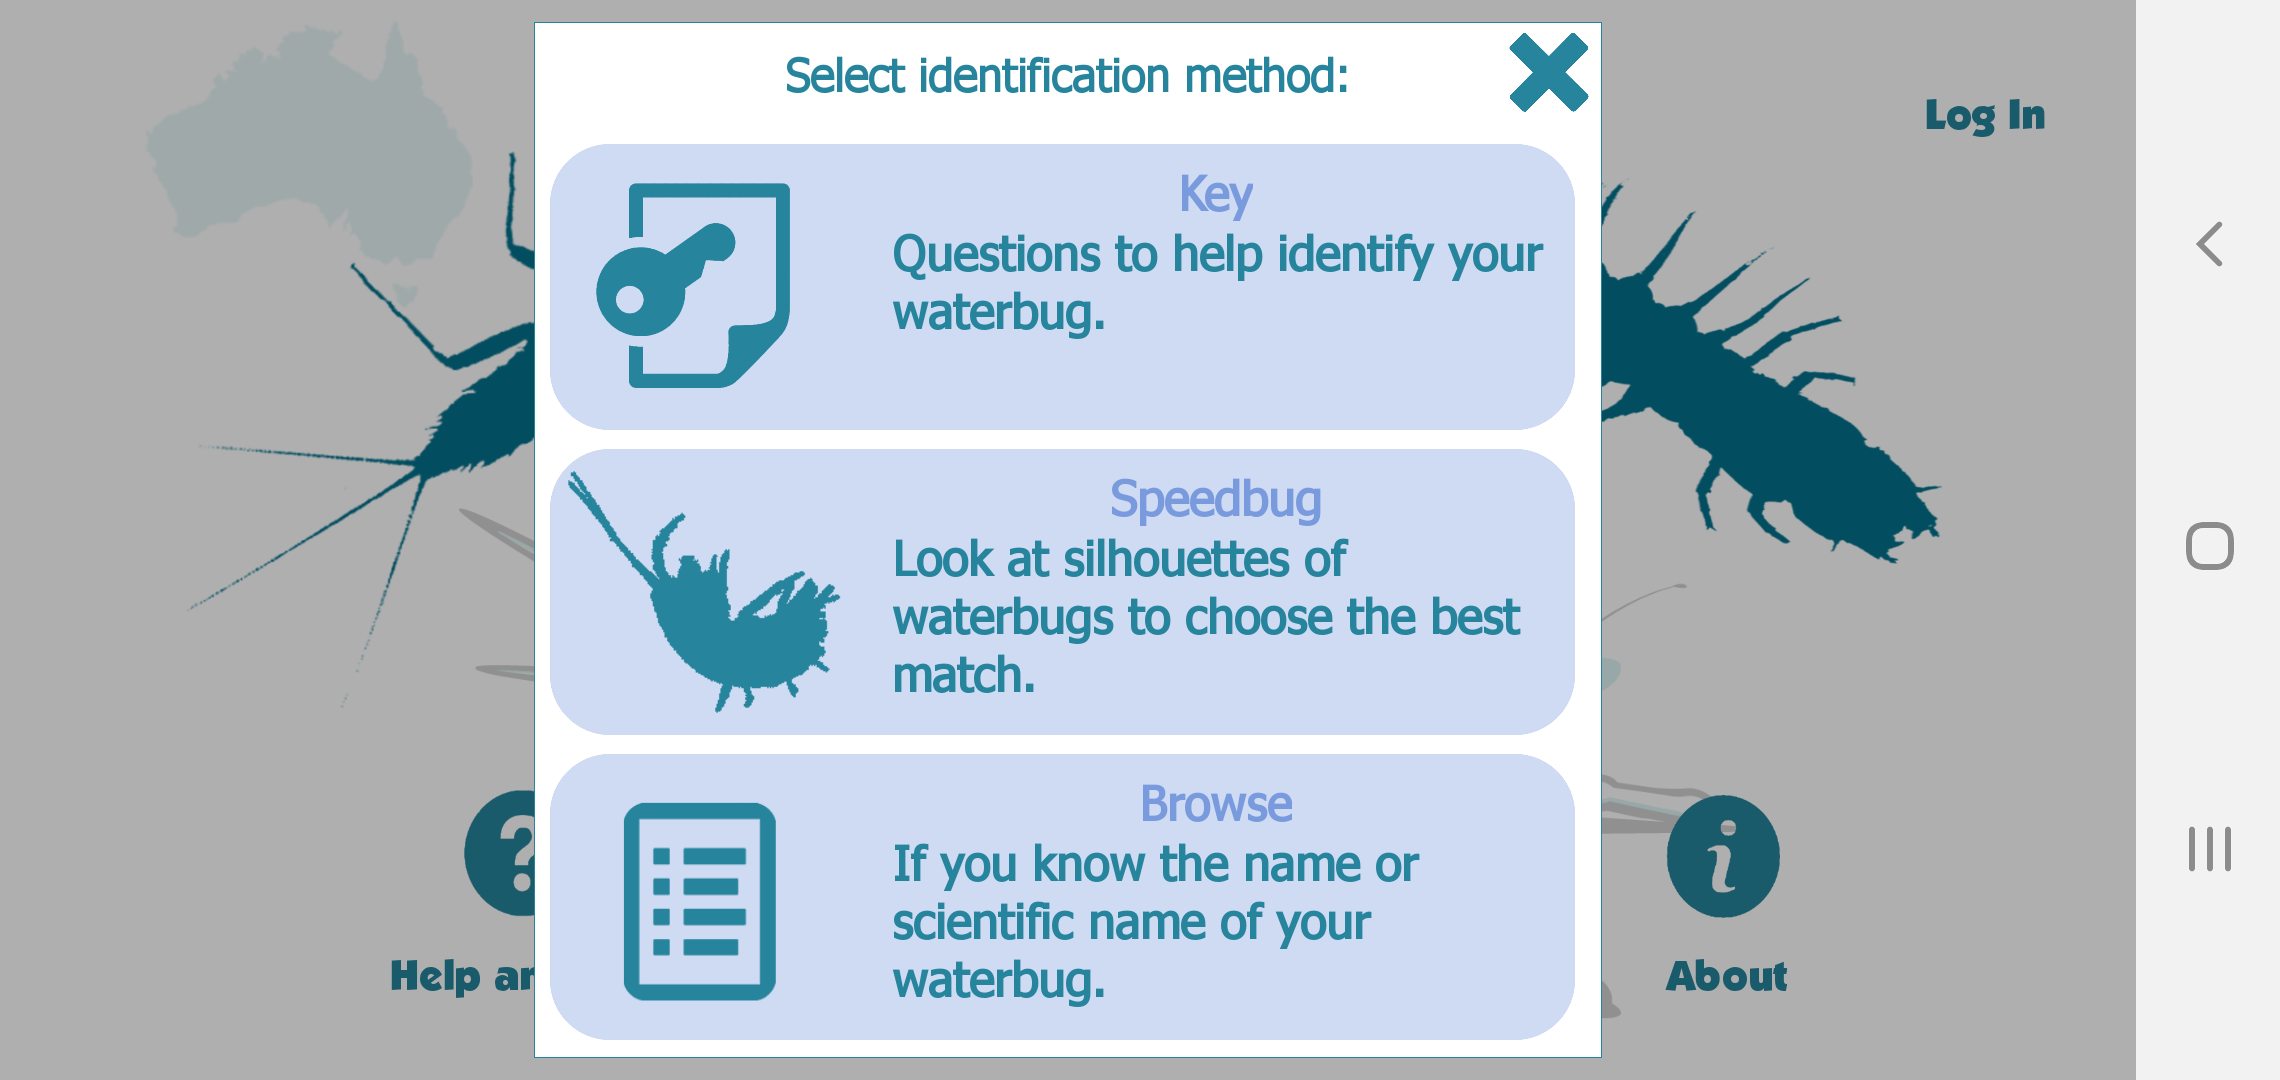 Select identification method:
Log In
Key
Questions to help identify your
waterbug.
Speedbug
Look at silhouettes of
waterbugs to choose the best
match.
Browse
If you know the name or
scientific name of your
waterbug.
Help
About